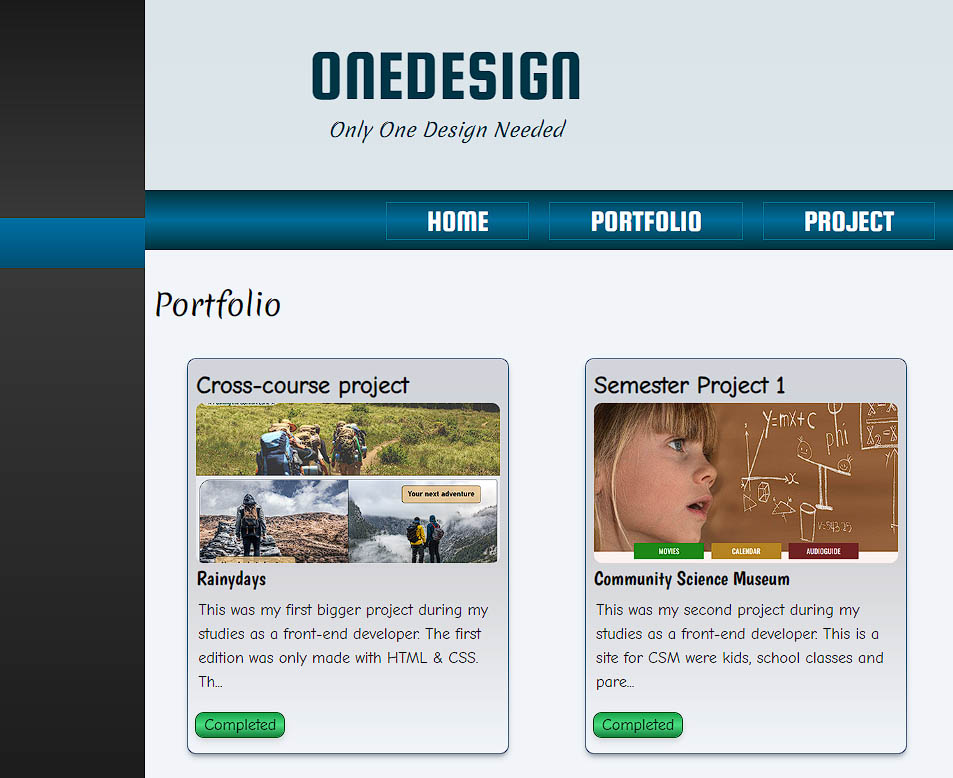 ONEDESIGN
Only One Design Needed
HOME PORTFOLIO PROJECT
Portfolio
Cross-course project
Your next adventure
Rainydays
This was my first bigger project during my
studies as a front-end developer. The first
edition was only made with HTML & CSS.
Th...
Completed
Semester Project 1
y=mx+c
phi
V=543.25
MOVIES CALENDAR AUDIOGUIDE
Community Science Museum
This was my second project during my
studies as a front-end developer. This is a
site for CSM were kids, school classes and
pare...
Completed